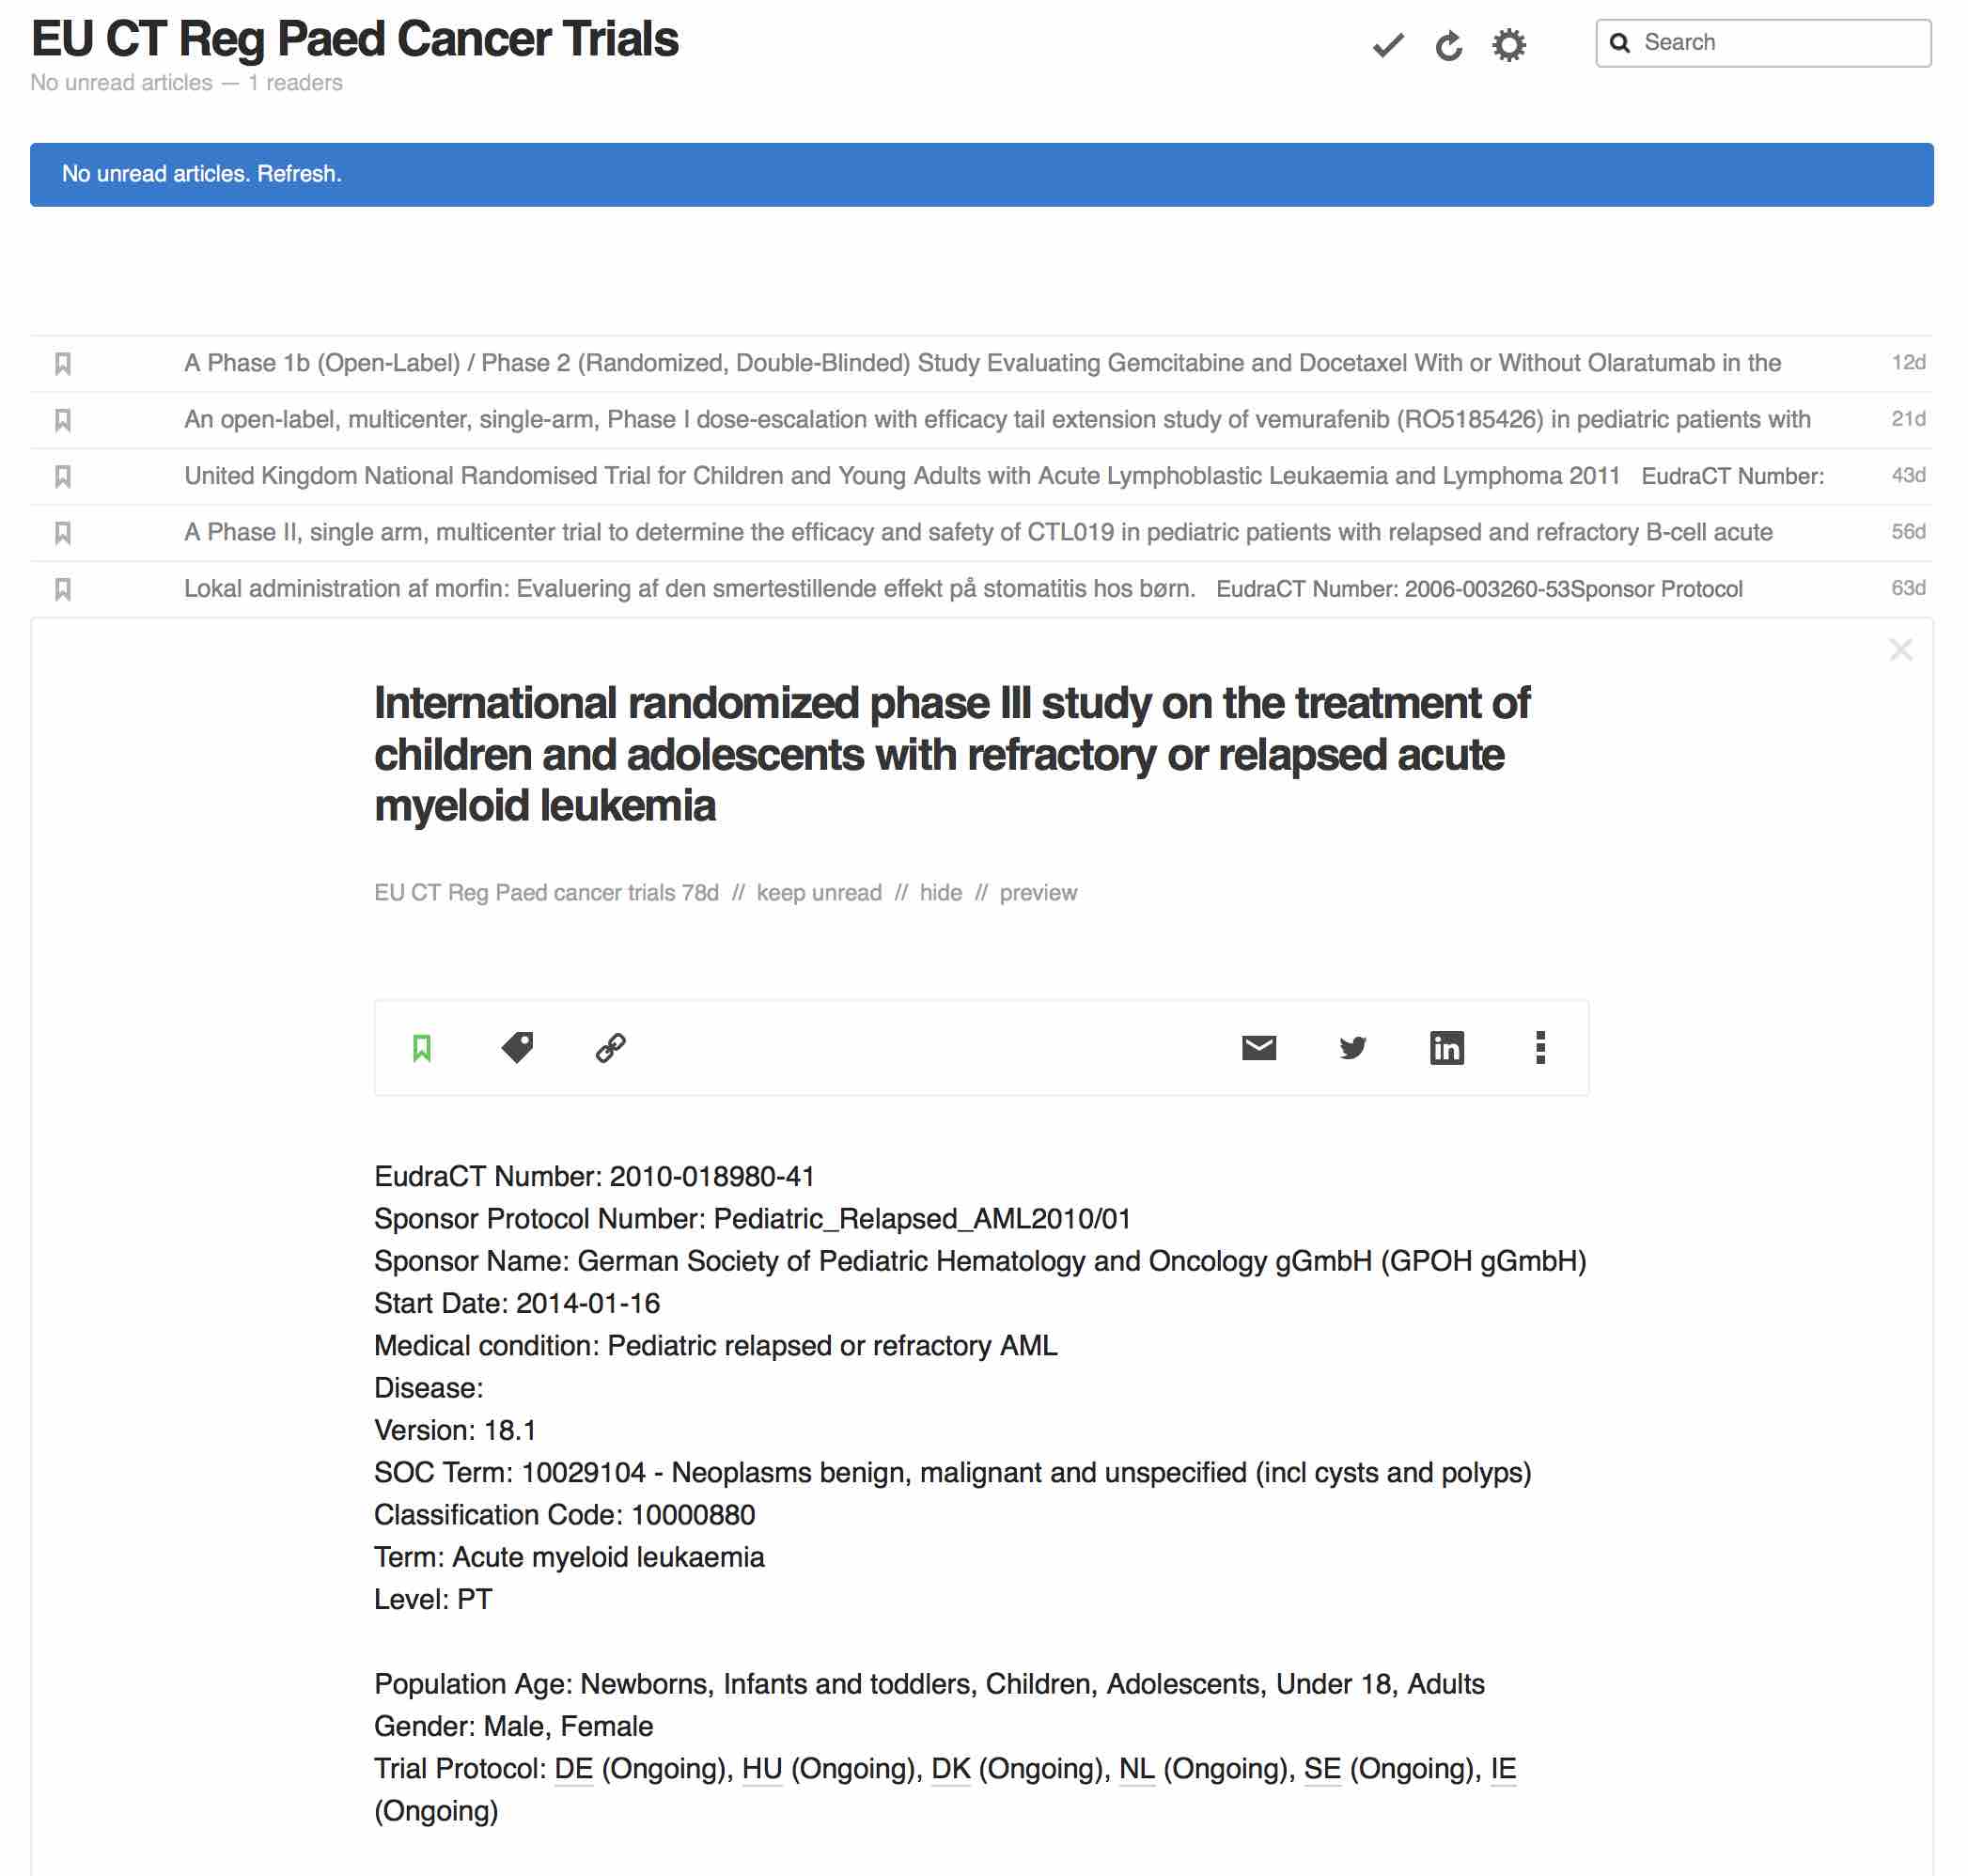 EU CT Reg Paed Cancer Trials
No unread articles — 1 readers
Search
No unread articles. Refresh.
A Phase 1b (Open-Label) / Phase 2 (Randomized, Double-Blinded) Study Evaluating Gemcitabine and Docetaxel With or Without Olaratumab in the 12d
An open-label, multicenter, single-arm, Phase I dose-escalation with efficacy tail extension study of vemurafenib (RO5185426) in pediatric patients with 21d
United Kingdom National Randomised Trial for Children and Young Adults with Acute Lymphoblastic Leukaemia and Lymphoma 2011 EudraCT Number: 43d
A Phase II, single arm, multicenter trial to determine the efficacy and safety of CTL019 in pediatric patients with relapsed and refractory B-cell acute 56d
Lokal administration af morfin: Evaluering af den smertestillende effekt på stomatitis hos børn. EudraCT Number: 2006-003260-53Sponsor Protocol 63d
International randomized phase III study on the treatment of
children and adolescents with refractory or relapsed acute
myeloid leukemia
EU CT Reg Paed cancer trials 78d // keep unread // hide // preview
in
EudraCT Number: 2010-018980-41
Sponsor Protocol Number: Pediatric_Relapsed_AML2010/01
Sponsor Name: German Society of Pediatric Hematology and Oncology gGmbH (GPOH gGmbH)
Start Date: 2014-01-16
Medical condition: Pediatric relapsed or refractory AML
Disease:
Version: 18.1
SOC Term: 10029104 - Neoplasms benign, malignant and unspecified (incl cysts and polyps)
Classification Code: 10000880
Term: Acute myeloid leukaemia
Level: PT
Population Age: Newborns, Infants and toddlers, Children, Adolescents, Under 18, Adults
Gender: Male, Female
Trial Protocol: DE (Ongoing), HU (Ongoing), DK (Ongoing), NL (Ongoing), SE (Ongoing), IE
(Ongoing)